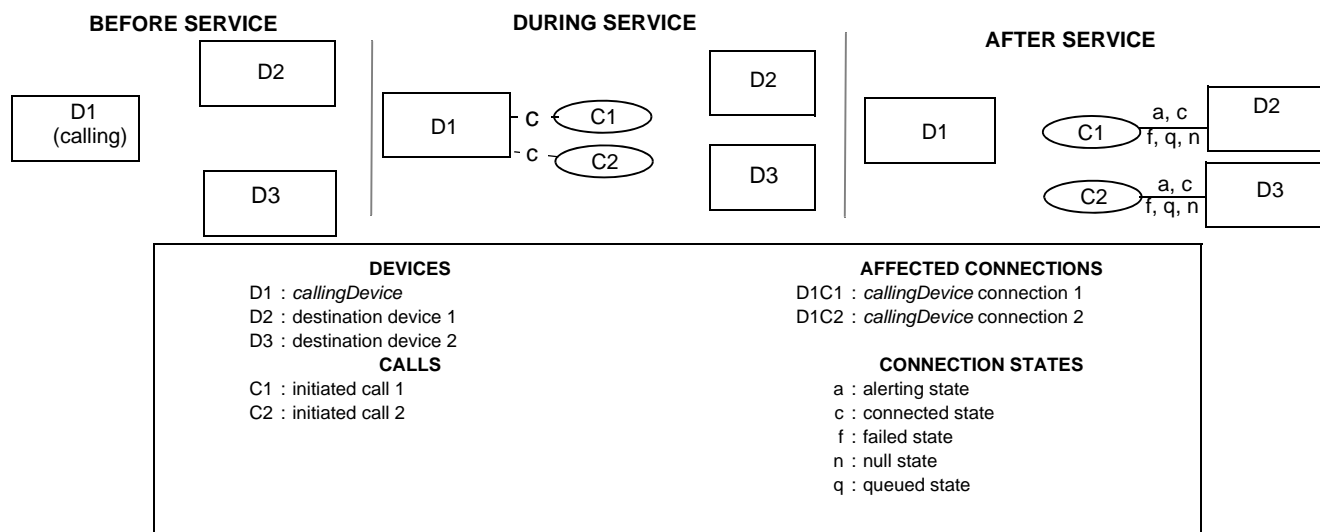 BEFORE SERVICE
D1
(calling)
D2
D3
DURING SERVICE
D1
c
C1
c
C2
D2
D3
AFTER SERVICE
D1
C1
a, c
f, q, n
D2
C2
a, c
f, q, n
D3
DEVICES
D1 : callingDevice
D2 : destination device 1
D3 : destination device 2
CALLS
C1 : initiated call 1
C2 : initiated call 2
AFFECTED CONNECTIONS
D1C1 : callingDevice connection 1
D1C2 : callingDevice connection 2
CONNECTION STATES
a : alerting state
c : connected state
f : failed state
n : null state
q : queued state